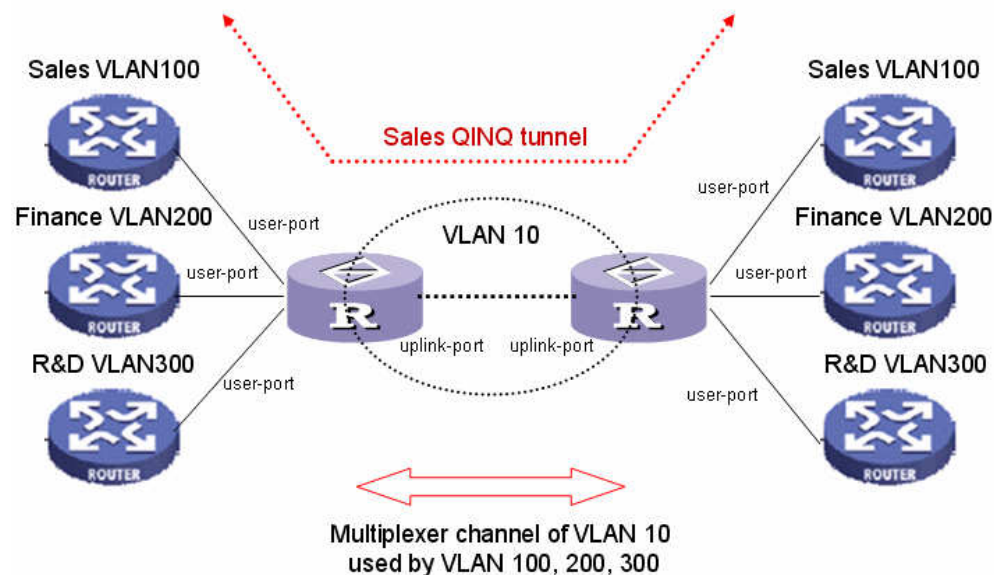 Sales VLAN100
Sales VLAN100
ROUTER
ROUTER
Sales QINQ tunnel
user-port
user-port
Finance VLAN200
Finance VLAN200
VLAN 10
ROUTER
ROUTER
user-port
user-port
R
R
uplink-port
uplink-port
R&D VLAN300
R&D VLAN300
user-port
user-port
ROUTER
ROUTER
Multiplexer channel of VLAN 10
used by VLAN 100, 200, 300